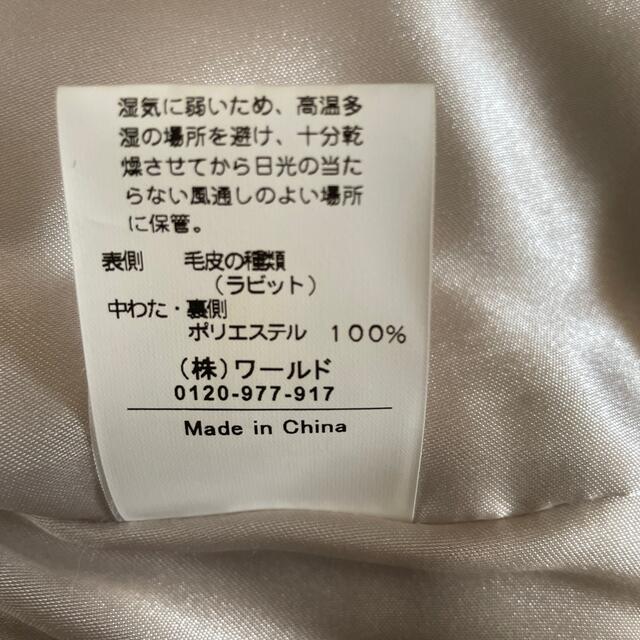 湿気に弱いため、高温多
湿の場所を避け、十分乾
燥させてから日光の当た
らない風通しのよい場所
に保管。
表側 毛皮の種類
（ラビット）
中わた・裏側
ポリエステル １００％
（株）ワールド
0120-977-917
Made in China